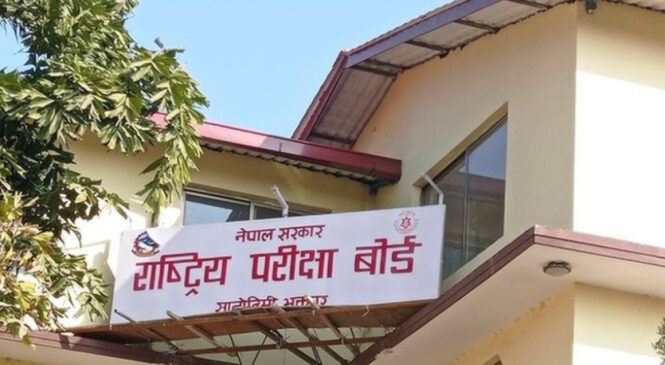 नेपाल सरकार
राष्ट्रिय परीक्षा बोर्ड